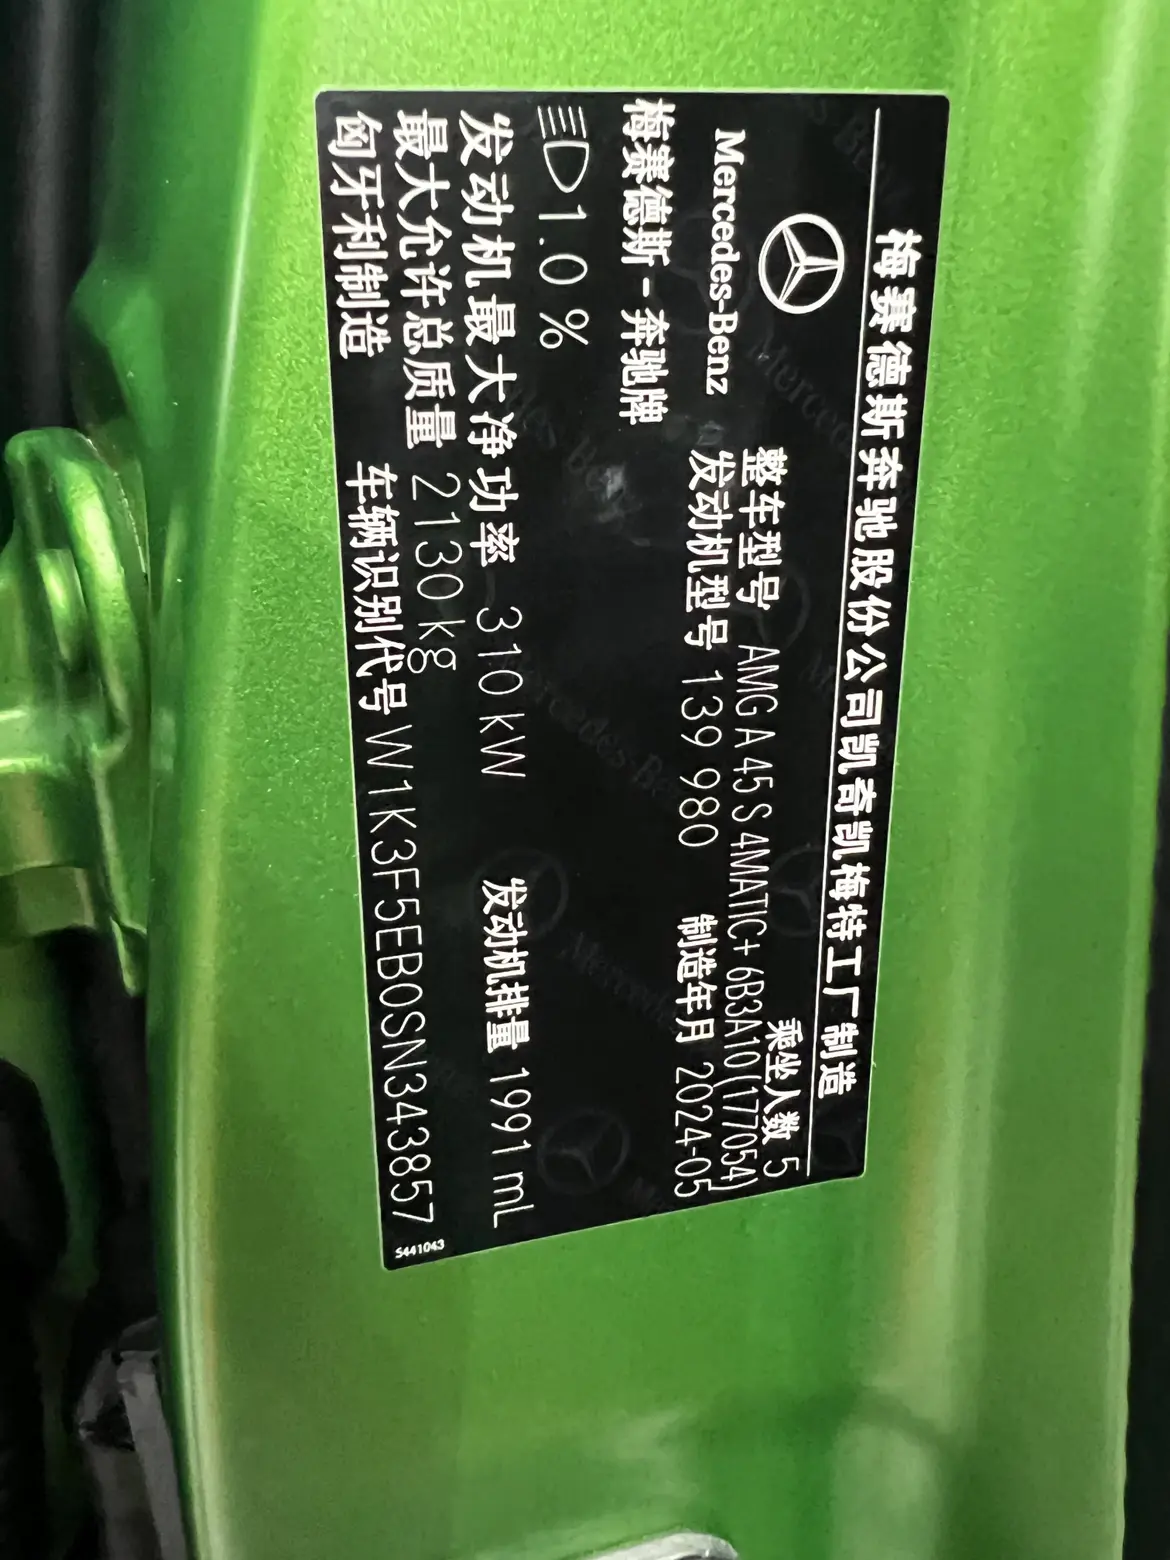 梅赛德斯奔驰股份公司凯奇凯梅特工厂制造
乘坐人数 5
Mercedes-Benz
整车型号 AMG A 45 S 4MATIC+ 6B3A10(177054)
梅赛德斯-奔驰牌
发动机型号 139 980
制造年月 2024-05
1.0 %
发动机最大净功率 310 kW
发动机排量 1991 mL
最大允许总质量 2130 kg
匈牙利制造
车辆识别代号 W1K3F5EB0SN343857
S441043